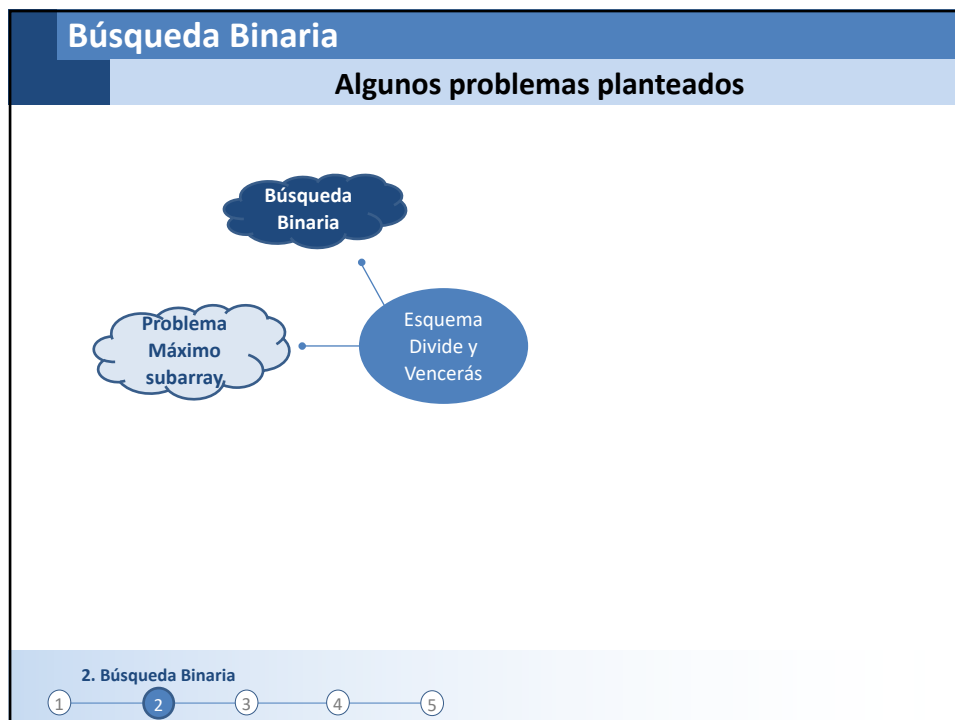 Búsqueda Binaria
Algunos problemas planteados
Búsqueda
Binaria
Problema
Máximo
subarray
Esquema
Divide y
Vencerás
2. Búsqueda Binaria
1 2 3 4 5